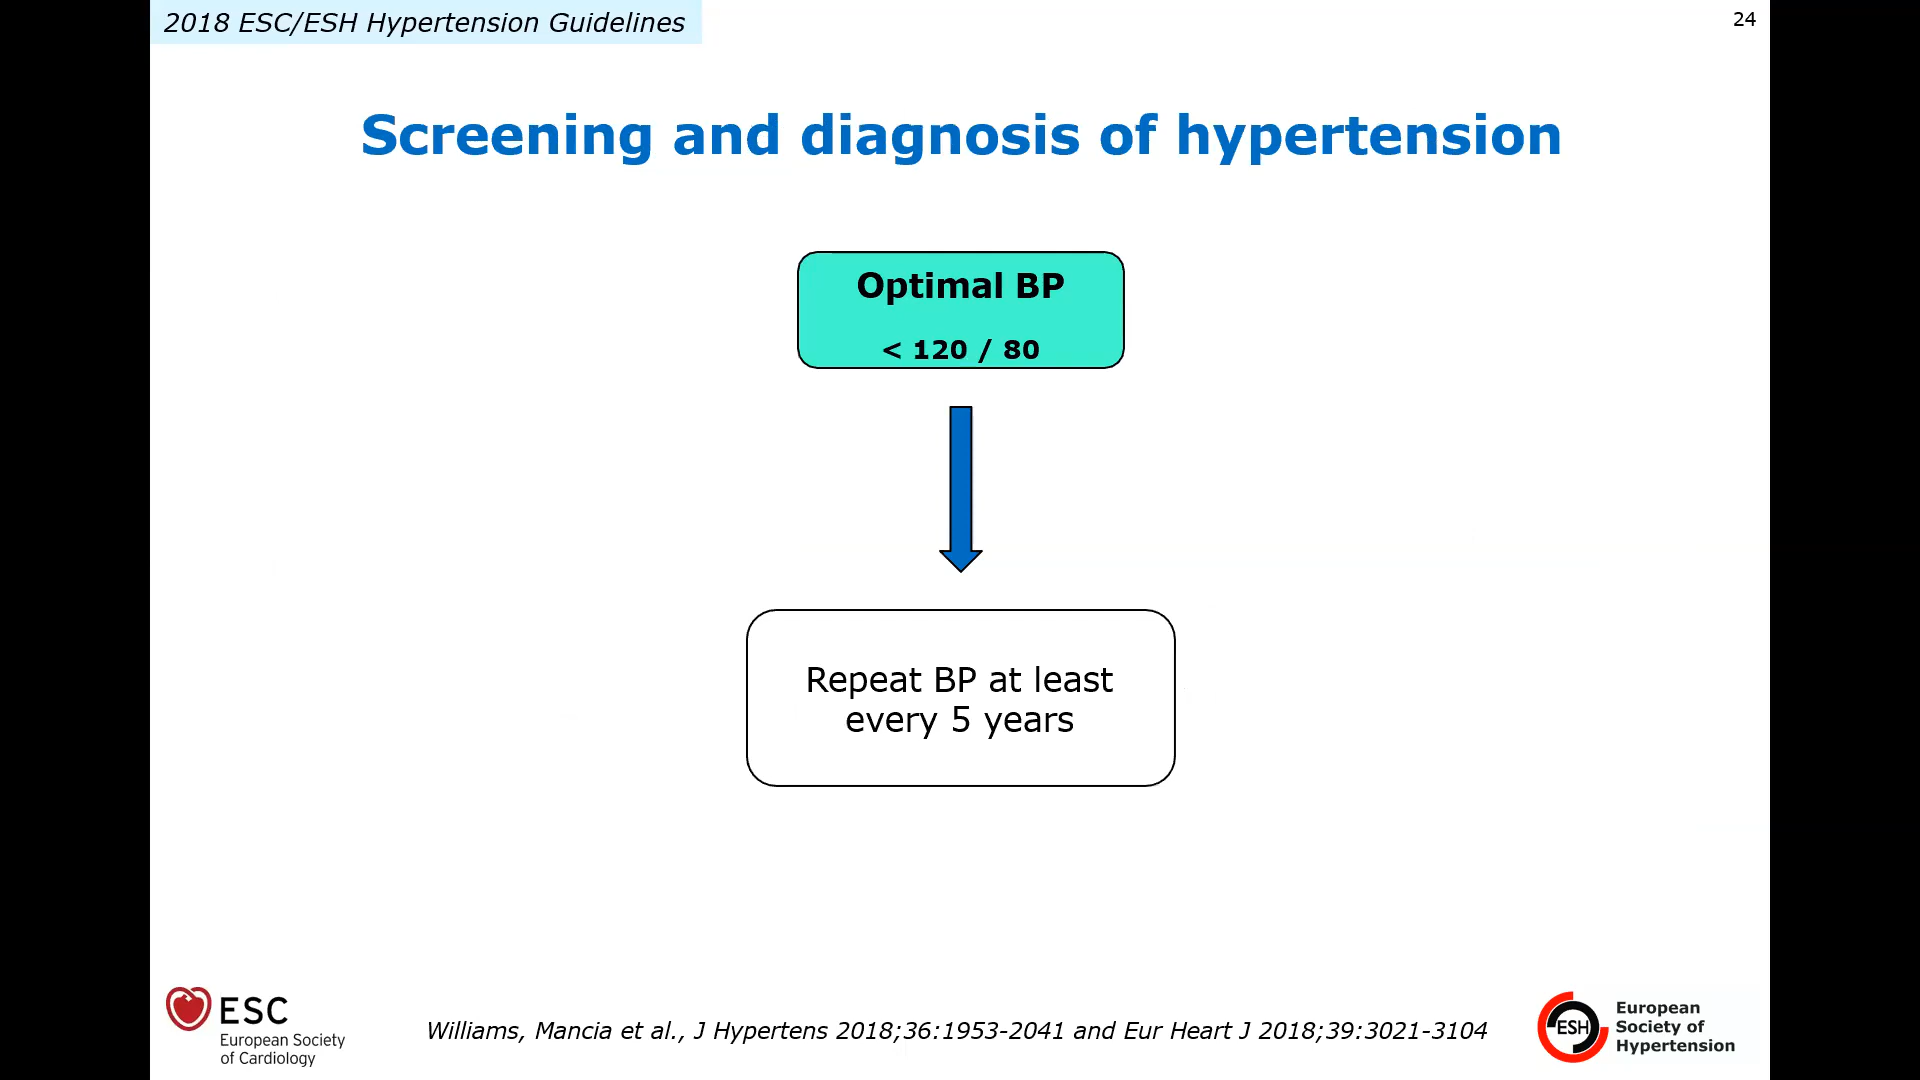 2018 ESC/ESH Hypertension Guidelines
24
Screening and diagnosis of hypertension
Optimal BP
< 120 / 80
Repeat BP at least
every 5 years
ESC
European Society
of Cardiology
Williams, Mancia et al., J Hypertens 2018;36:1953-2041 and Eur Heart J 2018;39:3021-3104
ESH
European
Society of
Hypertension